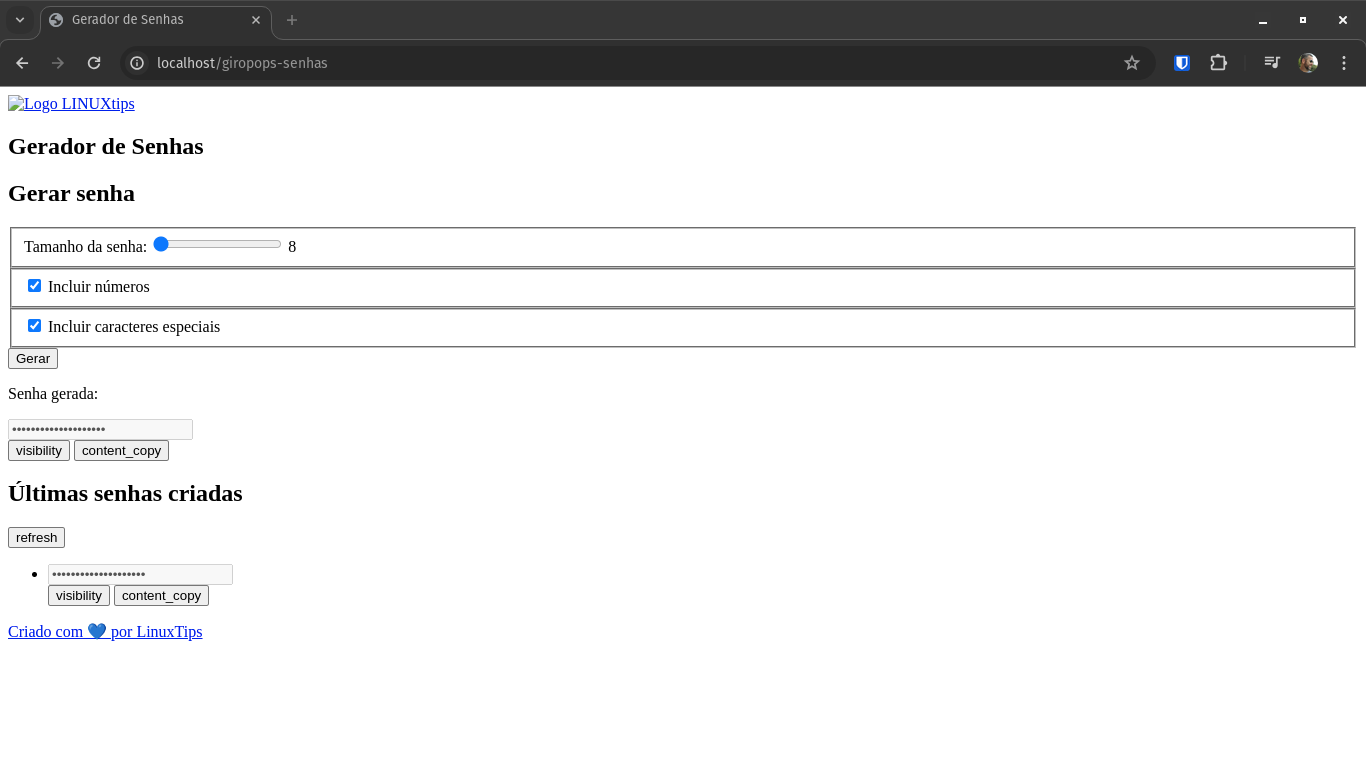 Gerador de Senhas
localhost/giropops-senhas
Logo LINUXtips
Gerador de Senhas
Gerar senha
Tamanho da senha: 8
Incluir números
Incluir caracteres especiais
Gerar
Senha gerada:
••••••••••••••••••••
visibility content_copy
Últimas senhas criadas
refresh
• ••••••••••••••••••••
visibility content_copy
Criado com 💙 por LinuxTips